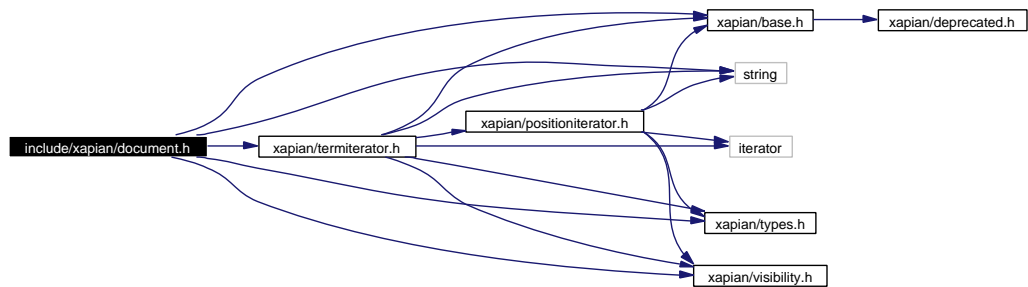 xapian/base.h
xapian/deprecated.h
string
xapian/positioniterator.h
include/xapian/document.h
xapian/termiterator.h
iterator
xapian/types.h
xapian/visibility.h